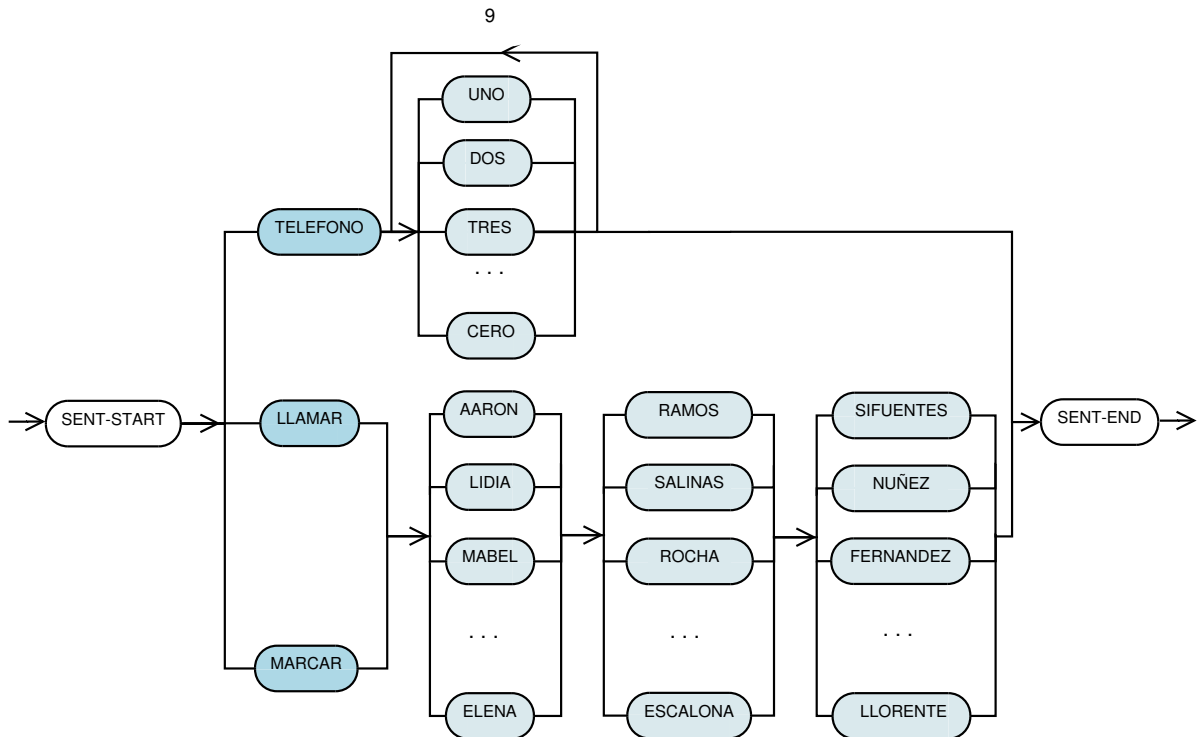 9
UNO
DOS
TELEFONO
TRES
. . .
CERO
SENT-START
LLAMAR
MARCAR
AARON
LIDIA
MABEL
. . .
ELENA
RAMOS
SALINAS
ROCHA
. . .
ESCALONA
SIFUENTES
NUÑEZ
FERNANDEZ
. . .
LLORENTE
SENT-END